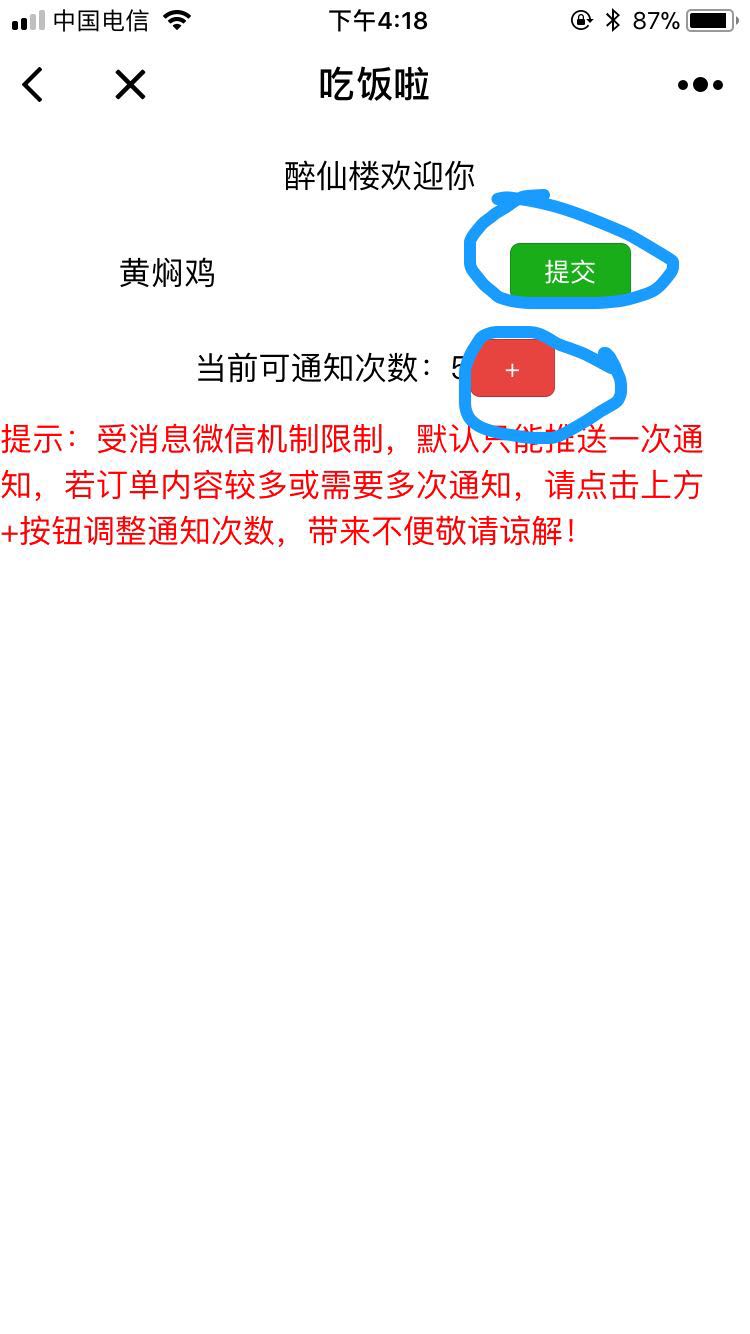 中国电信 下午4:18 87%
吃饭啦
醉仙楼欢迎你
黄焖鸡 提交
当前可通知次数：5 +
提示：受消息微信机制限制，默认只能推送一次通
知，若订单内容较多或需要多次通知，请点击上方
+按钮调整通知次数，带来不便敬请谅解！